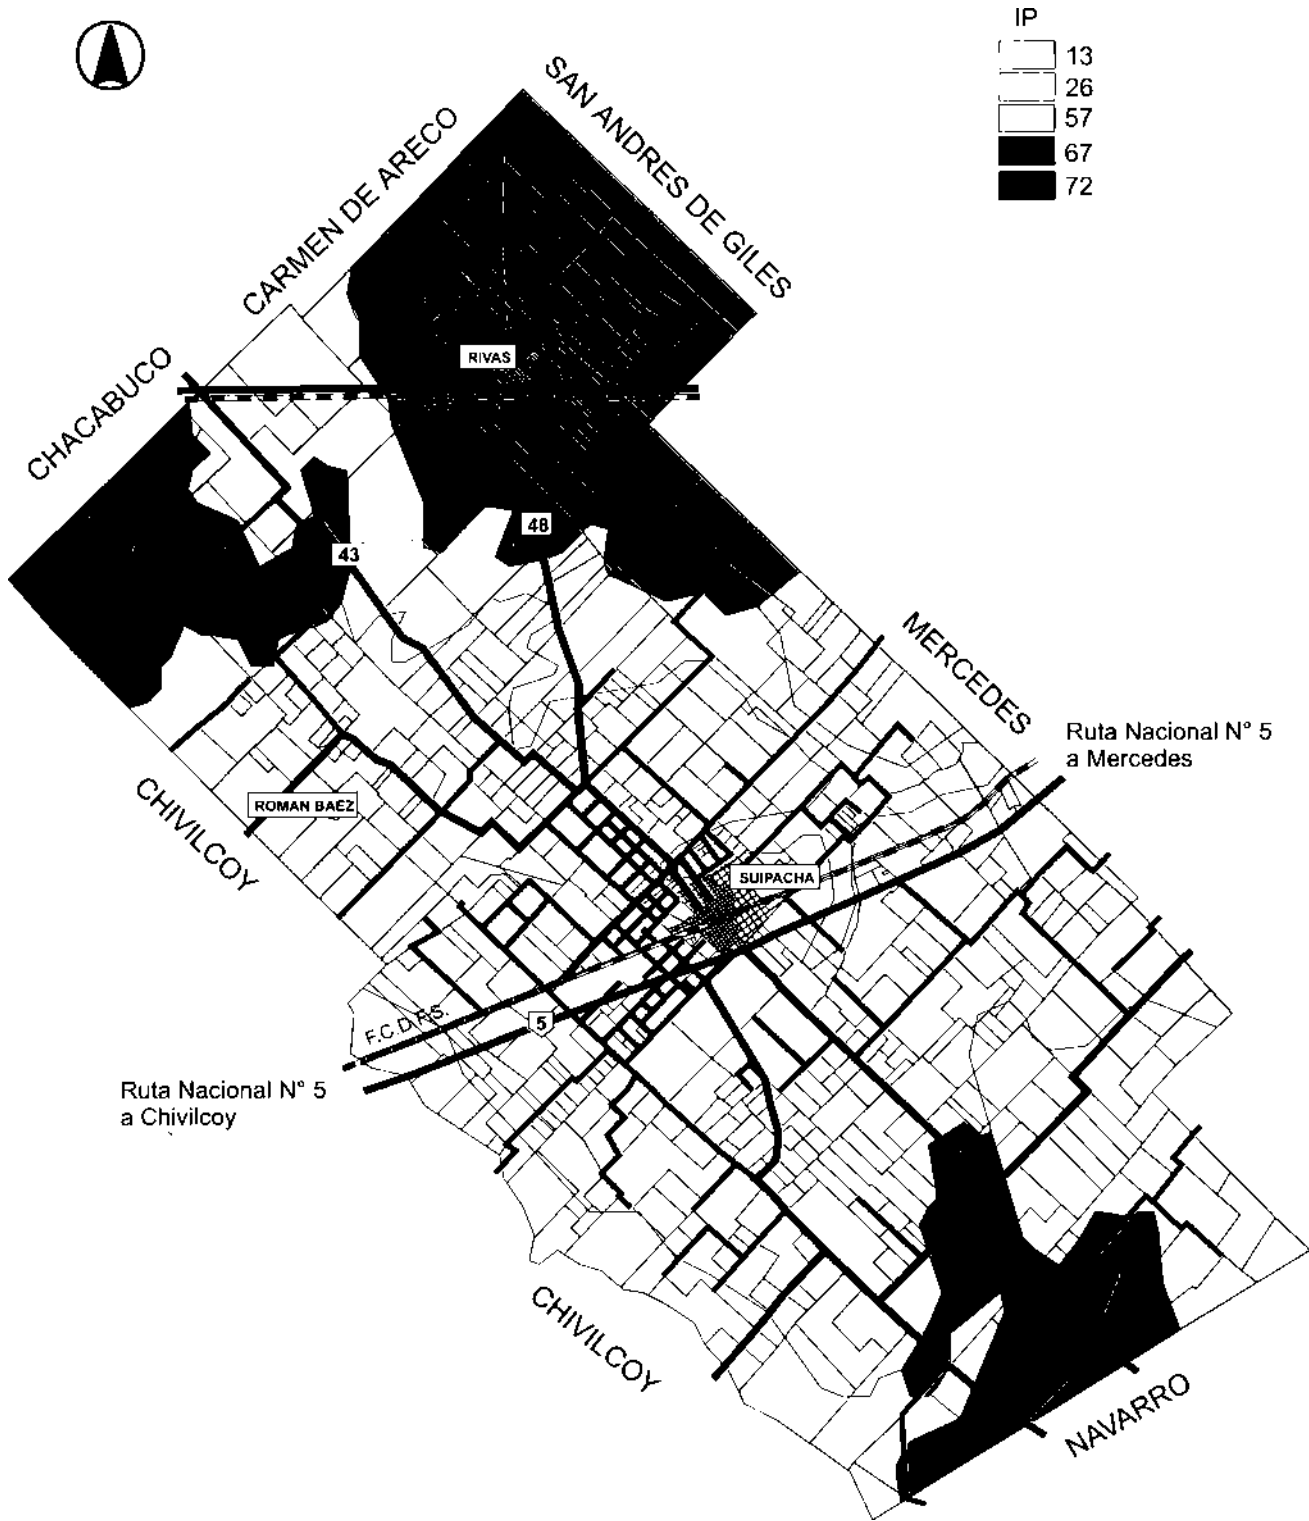 IP
13
26
57
67
72
SAN ANDRES DE GILES
CARMEN DE ARECO
CHACABUCO
RIVAS
48
43
MERCEDES
Ruta Nacional N° 5
a Mercedes
CHIVILCOY
ROMAN BAEZ
SUIPACHA
F.C.D.F.S.
5
Ruta Nacional N° 5
a Chivilcoy
CHIVILCOY
NAVARRO